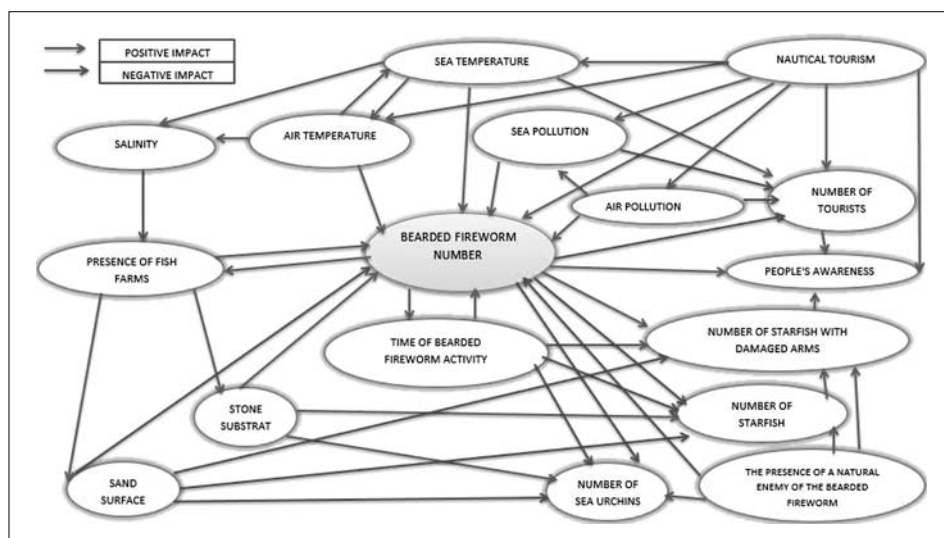 POSITIVE IMPACT
NEGATIVE IMPACT
SEA TEMPERATURE
NAUTICAL TOURISM
SALINITY
AIR TEMPERATURE
SEA POLLUTION
AIR POLLUTION
NUMBER OF
TOURISTS
BEARDED FIREWORM
NUMBER
PRESENCE OF FISH
FARMS
PEOPLE'S AWARENESS
TIME OF BEARDED
FIREWORM ACTIVITY
NUMBER OF STARFISH WITH
DAMAGED ARMS
STONE
SUBSTRAT
NUMBER OF
STARFISH
SAND
SURFACE
NUMBER OF
SEA URCHINS
THE PRESENCE OF A NATURAL
ENEMY OF THE BEARDED
FIREWORM